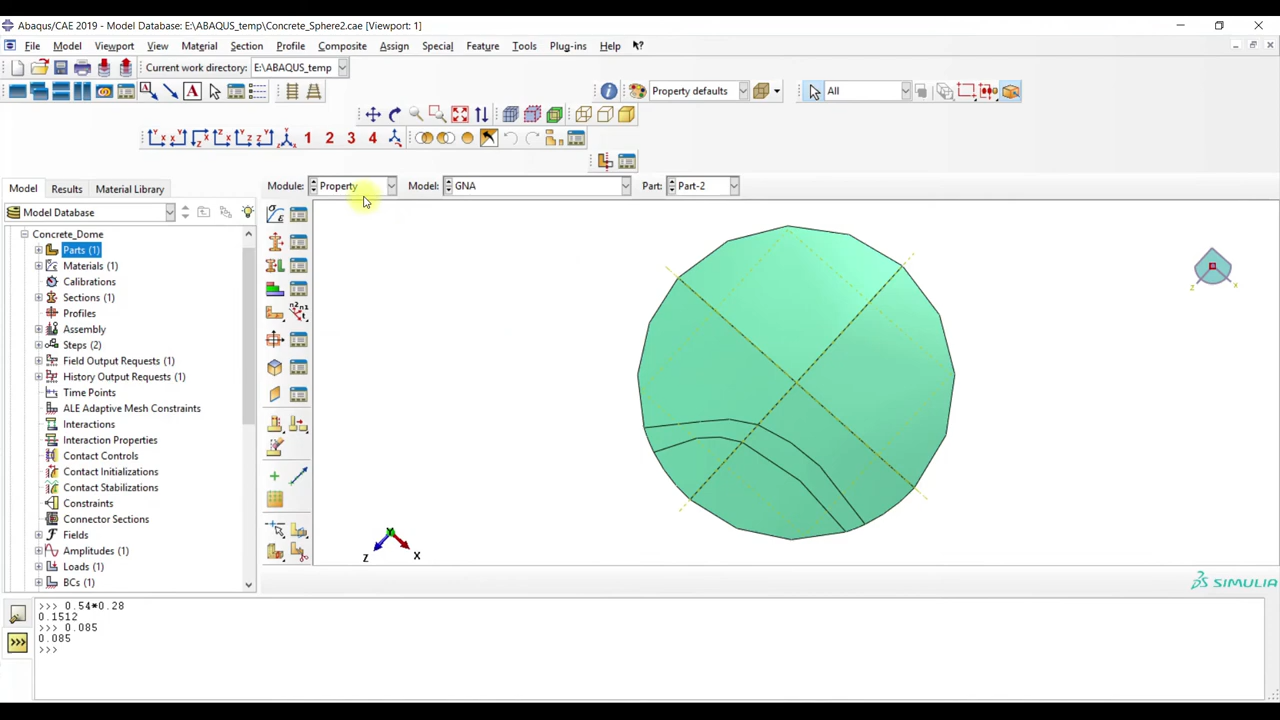 Abaqus/CAE 2019 - Model Database: E:\ABAQUS_temp\Concrete_Sphere2.cae [Viewport: 1]
File Model Viewport View Material Section Profile Composite Assign Special Feature Tools Plug-ins Help
Current work directory: E:\ABAQUS_temp
A Property defaults All
1 2 3 4
Model Results Material Library
Module: Property Model: GNA Part: Part-2
Model Database
Concrete_Dome
Parts (1)
Materials (1)
Calibrations
Sections (1)
Profiles
Assembly
Steps (2)
Field Output Requests (1)
History Output Requests (1)
Time Points
ALE Adaptive Mesh Constraints
Interactions
Interaction Properties
Contact Controls
Contact Initializations
Contact Stabilizations
Constraints
Connector Sections
Fields
Amplitudes (1)
Loads (1)
BCs (1)
Z X
Y
Z X
SIMULIA
>>> 0.54*0.28
0.1512
>>> 0.085
0.085
>>>